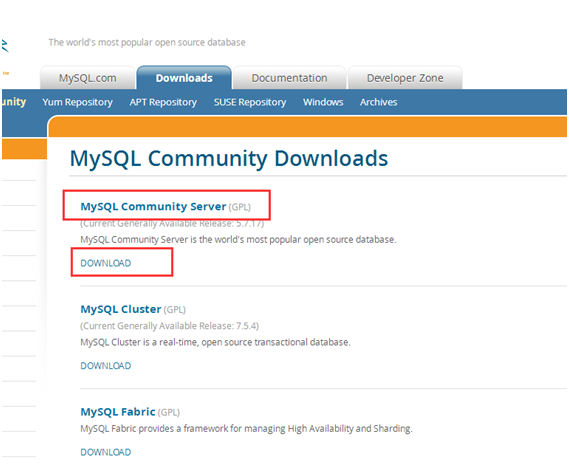 The world's most popular open source database
™
MySQL.com Downloads Documentation Developer Zone
Yum Repository APT Repository SUSE Repository Windows Archives
MySQL Community Downloads
MySQL Community Server (GPL)
(Current Generally Available Release: 5.7.17)
MySQL Community Server is the world's most popular open source database.
DOWNLOAD
MySQL Cluster (GPL)
(Current Generally Available Release: 7.5.4)
MySQL Cluster is a real-time, open source transactional database.
DOWNLOAD
MySQL Fabric (GPL)
MySQL Fabric provides a framework for managing High Availability and Sharding.
DOWNLOAD